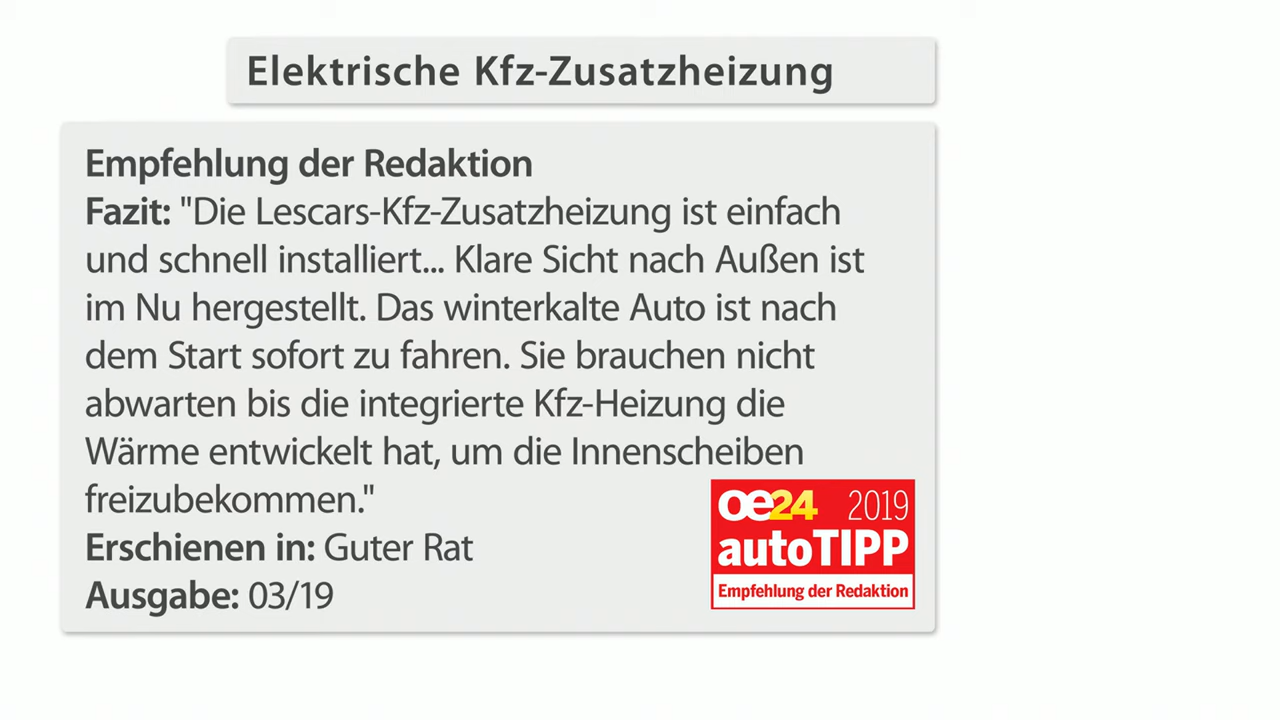 Elektrische Kfz-Zusatzheizung
Empfehlung der Redaktion
Fazit: "Die Lescars-Kfz-Zusatzheizung ist einfach
und schnell installiert... Klare Sicht nach Außen ist
im Nu hergestellt. Das winterkalte Auto ist nach
dem Start sofort zu fahren. Sie brauchen nicht
abwarten bis die integrierte Kfz-Heizung die
Wärme entwickelt hat, um die Innenscheiben
freizubekommen."
Erschienen in: Guter Rat
Ausgabe: 03/19
oe24 2019
autoTIPP
Empfehlung der Redaktion